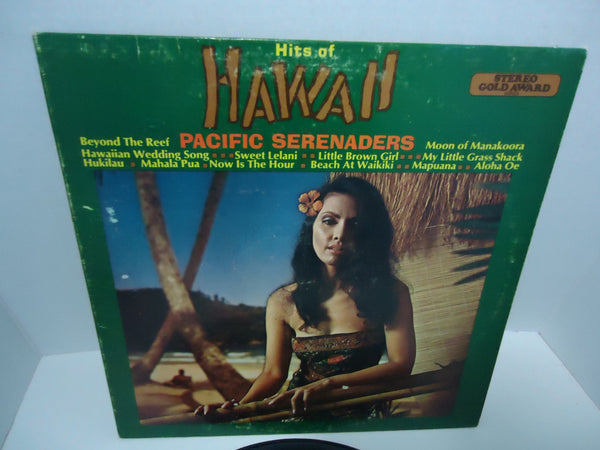 Hits of
HAWAII
STEREO
GOLD AWARD
PACIFIC SERENADERS
Beyond The Reef
Moon of Manakoora
Hawaiian Wedding Song ▪ ▪ ▪ Sweet Lelani ▪ ▪ Little Brown Girl ▪ ▪ ▪ My Little Grass Shack
Hukilau ▪ Mahala Pua ▪ Now Is The Hour ▪ Beach At Waikiki ▪ ▪ Mapuana ▪ ▪ Aloha Oe